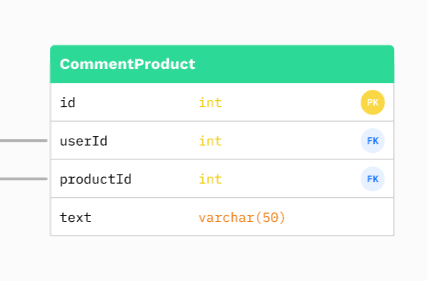 CommentProduct
id int PK
userId int FK
productId int FK
text varchar(50)